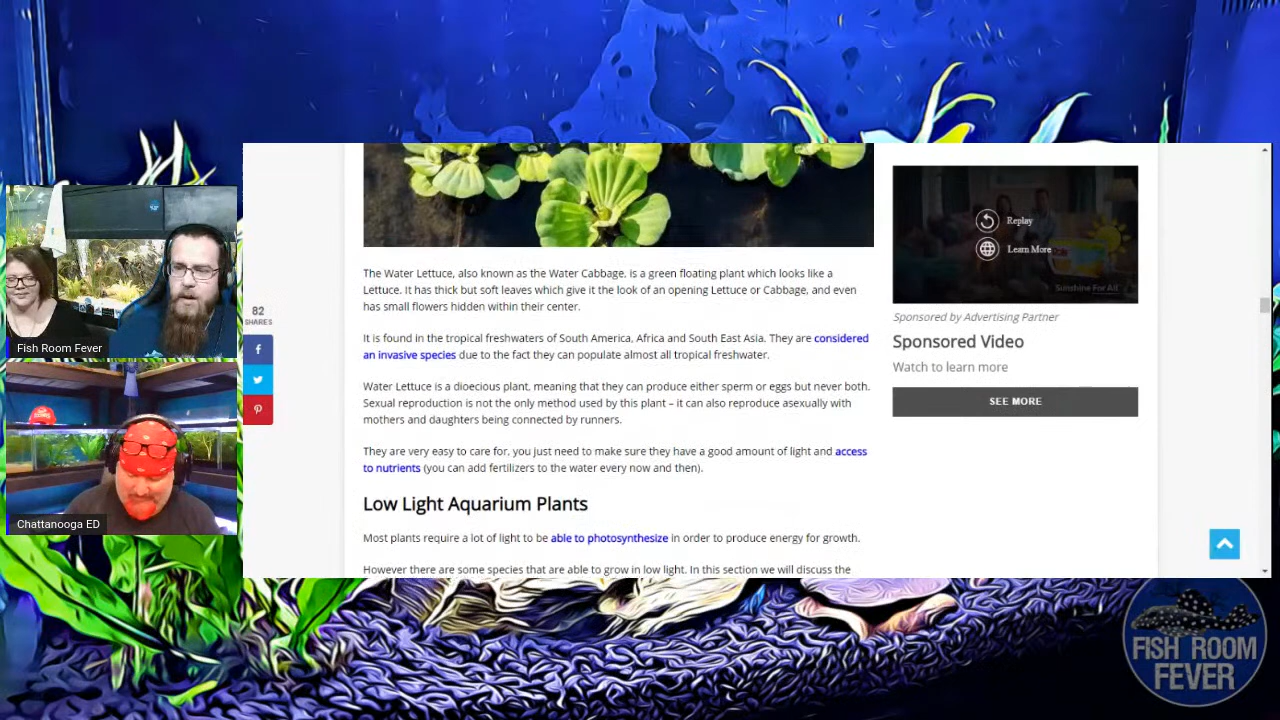 The Water Lettuce, also known as the Water Cabbage, is a green floating plant which looks like a
Lettuce. It has thick but soft leaves which give it the look of an opening Lettuce or Cabbage, and even
has small flowers hidden within their center.
It is found in the tropical freshwaters of South America, Africa and South East Asia. They are considered
an invasive species due to the fact they can populate almost all tropical freshwater.
Water Lettuce is a dioecious plant, meaning that they can produce either sperm or eggs but never both.
Sexual reproduction is not the only method used by this plant – it can also reproduce asexually with
mothers and daughters being connected by runners.
They are very easy to care for, you just need to make sure they have a good amount of light and access
to nutrients (you can add fertilizers to the water every now and then).
Low Light Aquarium Plants
Most plants require a lot of light to be able to photosynthesize in order to produce energy for growth.
However there are some species that are able to grow in low light. In this section we will discuss the
82
SHARES
Replay
Learn More
Sunshine For All
Sponsored by Advertising Partner
Sponsored Video
Watch to learn more
SEE MORE
Fish Room Fever
Chattanooga ED
FISH ROOM
FEVER